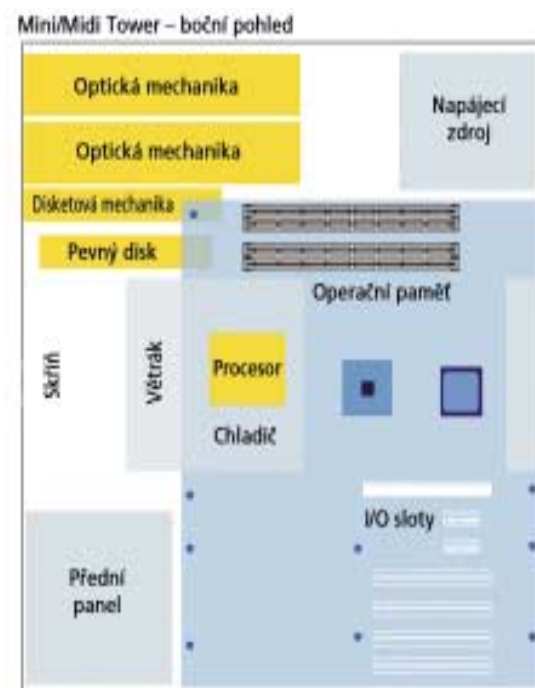 Mini/Midi Tower – boční pohled
Optická mechanika
Napájecí
zdroj
Optická mechanika
Disketová mechanika
Pevný disk
Operační paměť
Skříň
Větrák
Procesor
Chladič
I/O sloty
Přední
panel